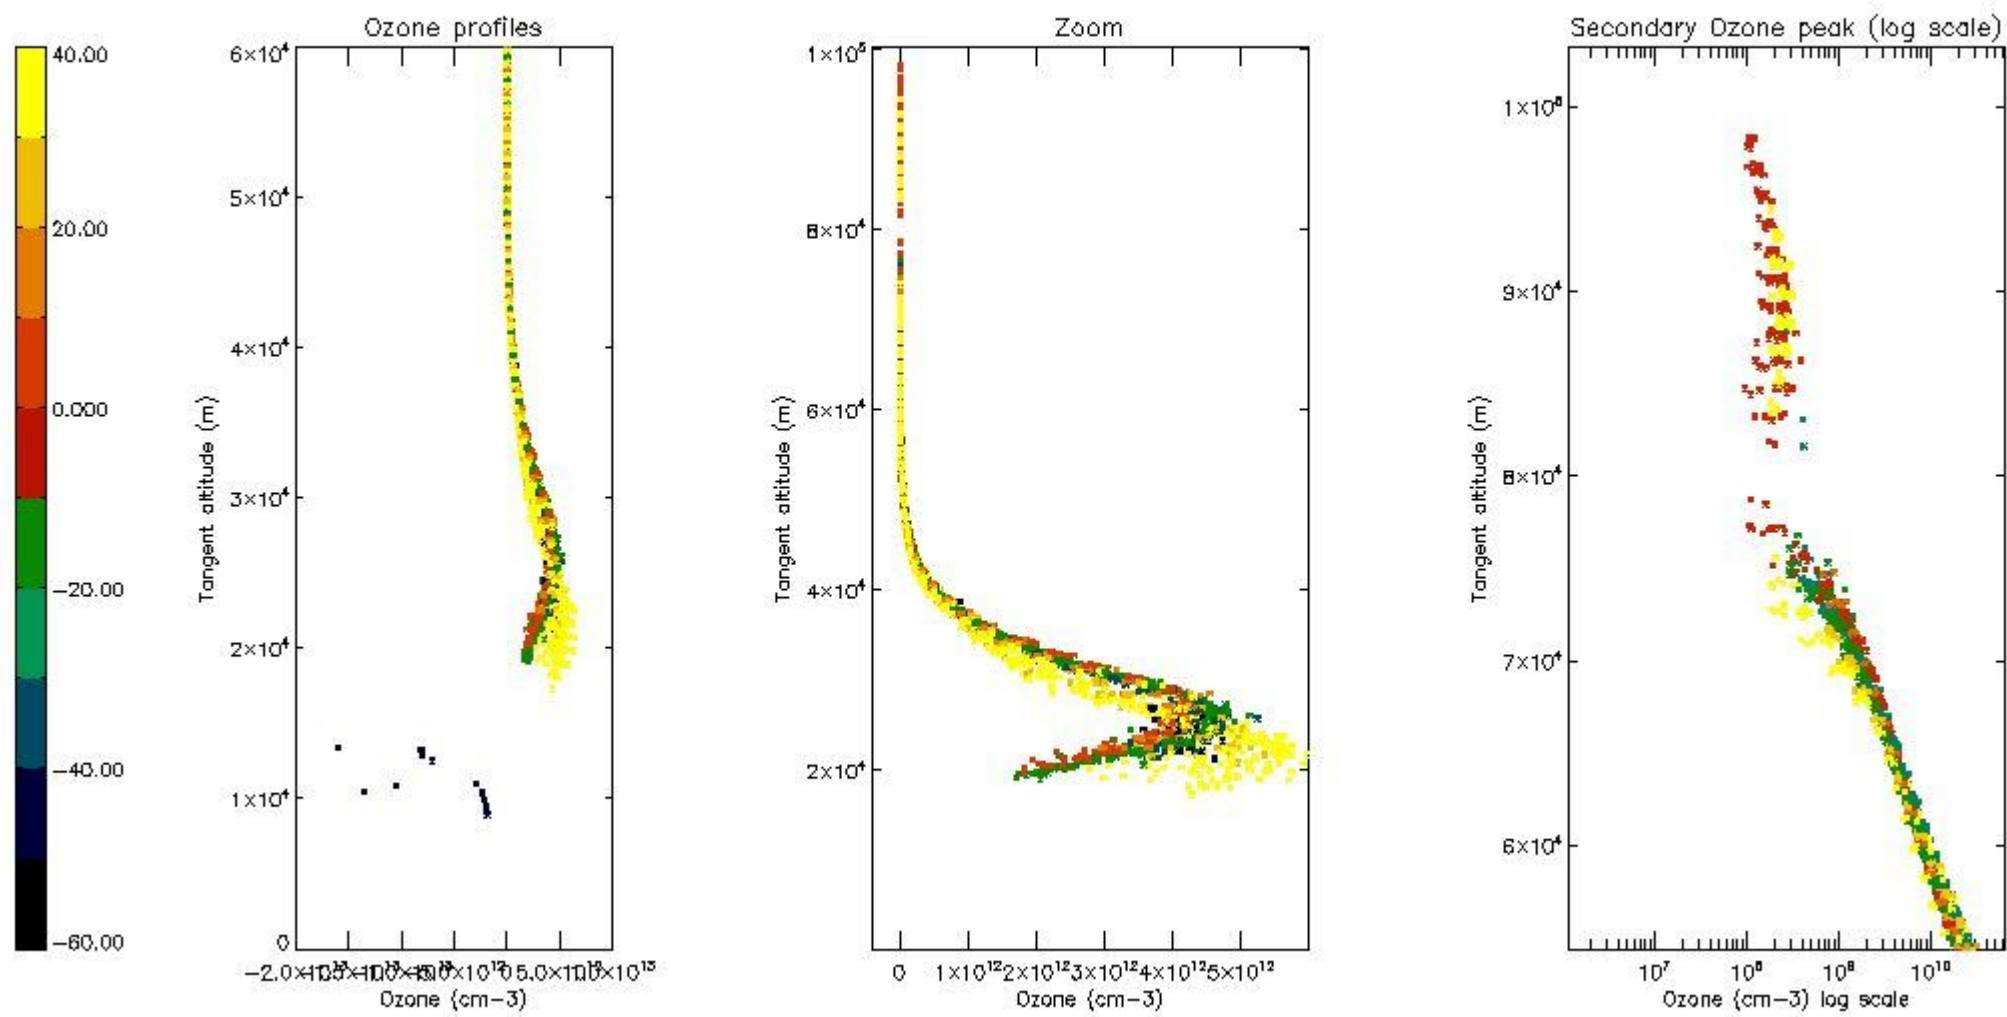 Ozone profiles
Zoom
Secondary Ozone peak (log scale)
40.00
20.00
0.000
−20.00
−40.00
−60.00
6×10⁴
5×10⁴
4×10⁴
3×10⁴
2×10⁴
1×10⁴
0
Tangent altitude (m)
5.0×10¹²
Ozone (cm−3)
1×10⁵
8×10⁴
6×10⁴
4×10⁴
2×10⁴
Tangent altitude (m)
0 1×10¹² 2×10¹² 3×10¹² 4×10¹² 5×10¹²
Ozone (cm−3)
9×10⁴
8×10⁴
7×10⁴
6×10⁴
Tangent altitude (m)
10⁷ 10⁸ 10⁹ 10¹⁰
Ozone (cm−3) log scale